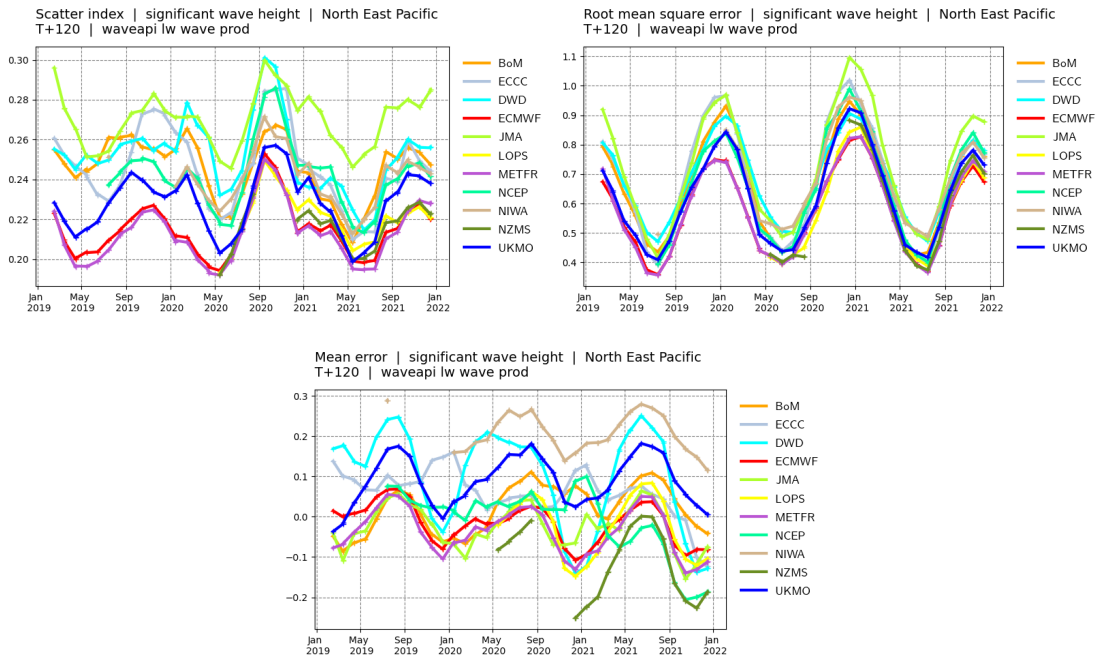 Scatter index | significant wave height | North East Pacific
T+120 | waveapi lw wave prod
0.30
0.28
0.26
0.24
0.22
0.20
Jan 2019
May 2019
Sep 2019
Jan 2020
May 2020
Sep 2020
Jan 2021
May 2021
Sep 2021
Jan 2022
BoM
ECCC
DWD
ECMWF
JMA
LOPS
METFR
NCEP
NIWA
NZMS
UKMO
Root mean square error | significant wave height | North East Pacific
T+120 | waveapi lw wave prod
1.1
1.0
0.9
0.8
0.7
0.6
0.5
0.4
Jan 2019
May 2019
Sep 2019
Jan 2020
May 2020
Sep 2020
Jan 2021
May 2021
Sep 2021
Jan 2022
BoM
ECCC
DWD
ECMWF
JMA
LOPS
METFR
NCEP
NIWA
NZMS
UKMO
Mean error | significant wave height | North East Pacific
T+120 | waveapi lw wave prod
0.3
0.2
0.1
0.0
−0.1
−0.2
Jan 2019
May 2019
Sep 2019
Jan 2020
May 2020
Sep 2020
Jan 2021
May 2021
Sep 2021
Jan 2022
BoM
ECCC
DWD
ECMWF
JMA
LOPS
METFR
NCEP
NIWA
NZMS
UKMO